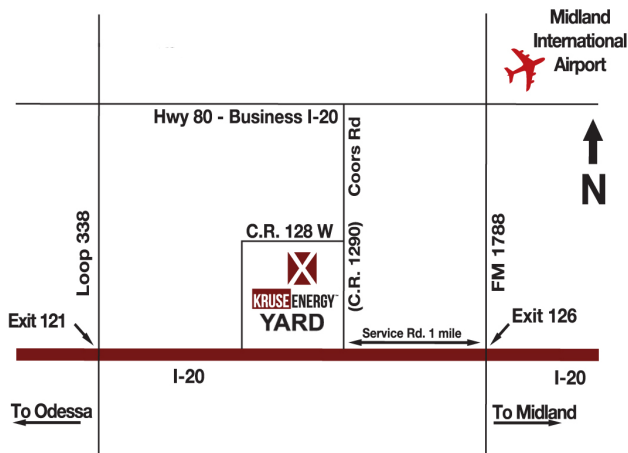 Midland
International
Airport
Hwy 80 - Business I-20
Coors Rd
N
C.R. 128 W
Loop 338
(C.R. 1290)
FM 1788
KRUSE ENERGY™
YARD
Exit 121
Service Rd. 1 mile
Exit 126
I-20
I-20
To Odessa
To Midland